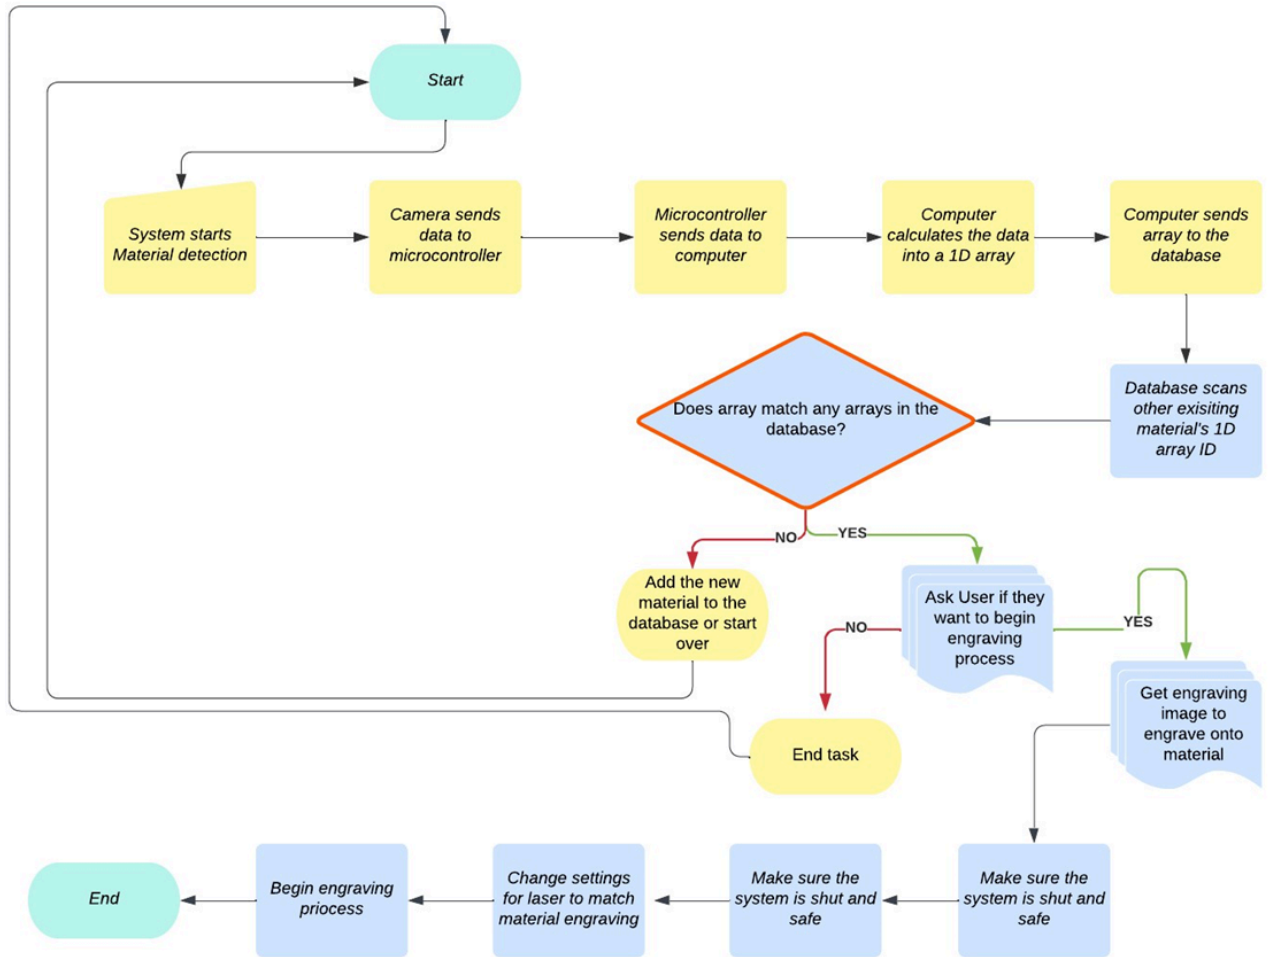 Start
System starts
Material detection
Camera sends
data to
microcontroller
Microcontroller
sends data to
computer
Computer
calculates the data
into a 1D array
Computer sends
array to the
database
Database scans
other exisiting
material's 1D
array ID
Does array match any arrays in the
database?
NO
YES
Add the new
material to the
database or start
over
Ask User if they
want to begin
engraving
process
NO
YES
End task
Get engraving
image to
engrave onto
material
Make sure the
system is shut and
safe
Make sure the
system is shut and
safe
Change settings
for laser to match
material engraving
Begin engraving
priocess
End